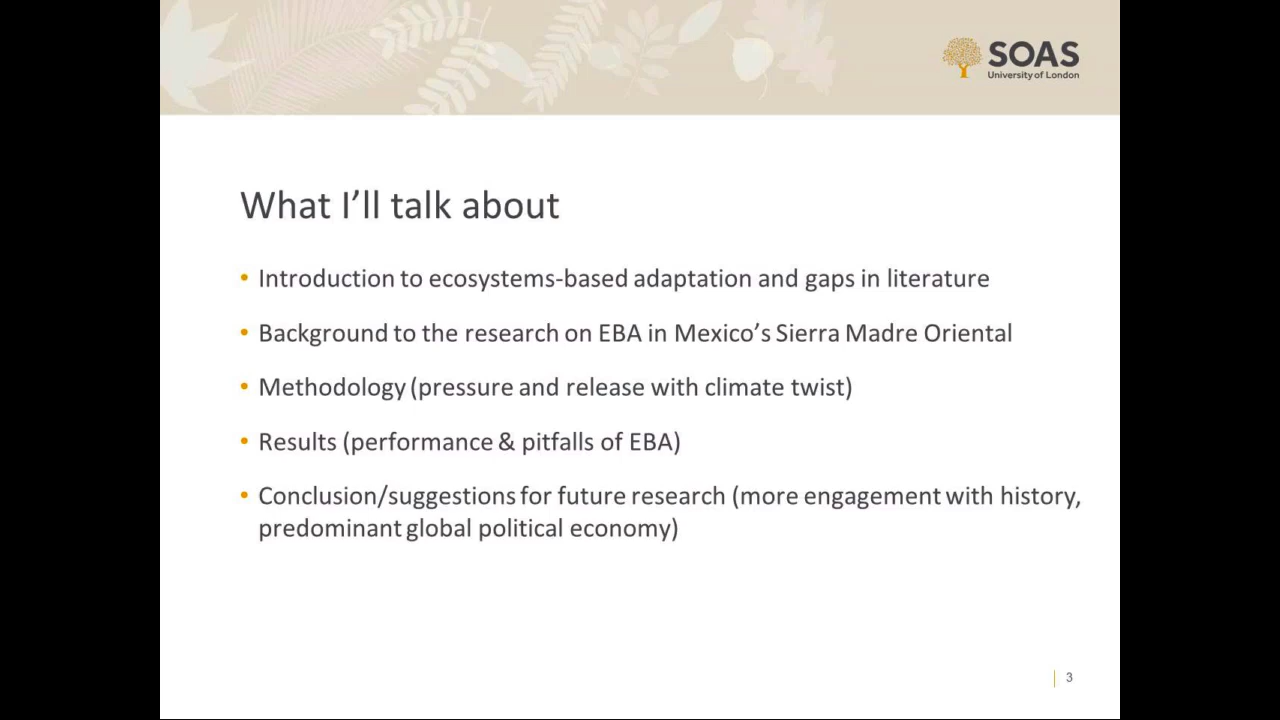 SOAS
University of London
What I’ll talk about
• Introduction to ecosystems-based adaptation and gaps in literature
• Background to the research on EBA in Mexico’s Sierra Madre Oriental
• Methodology (pressure and release with climate twist)
• Results (performance & pitfalls of EBA)
• Conclusion/suggestions for future research (more engagement with history,
predominant global political economy)
3